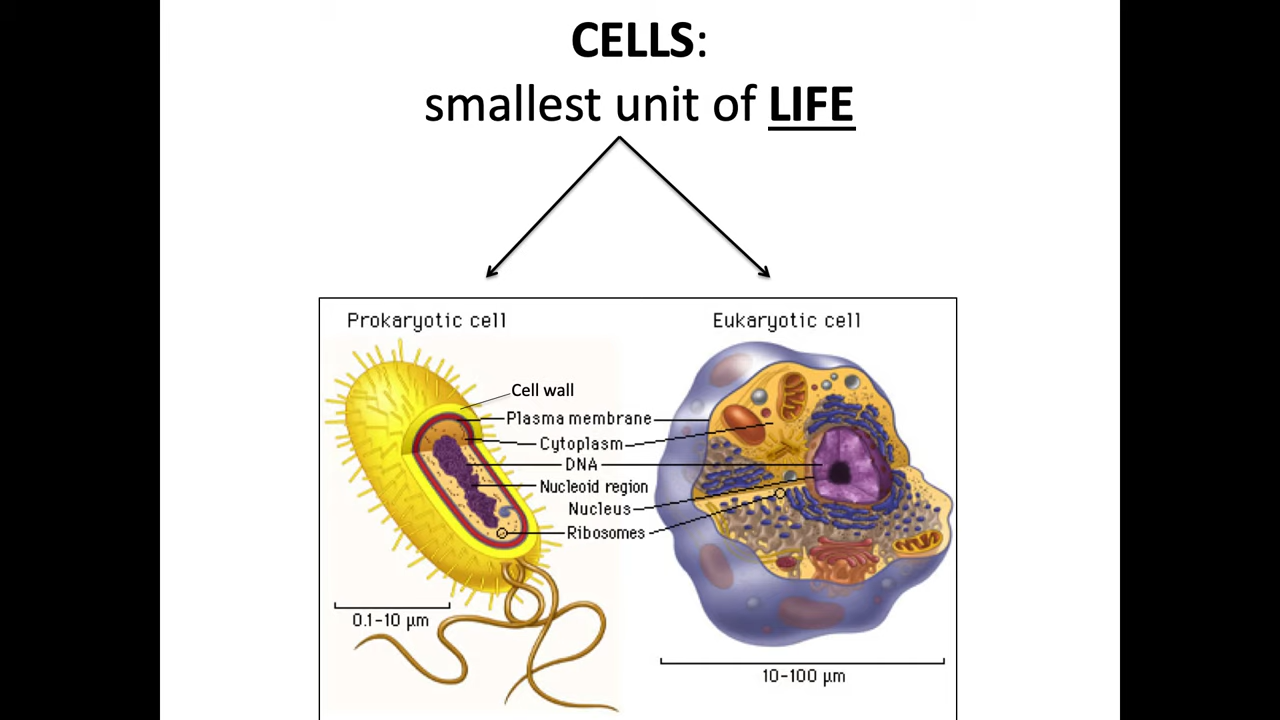 CELLS:
smallest unit of LIFE
Prokaryotic cell
Eukaryotic cell
Cell wall
Plasma membrane
Cytoplasm
DNA
Nucleoid region
Nucleus
Ribosomes
0.1-10 μm
10-100 μm